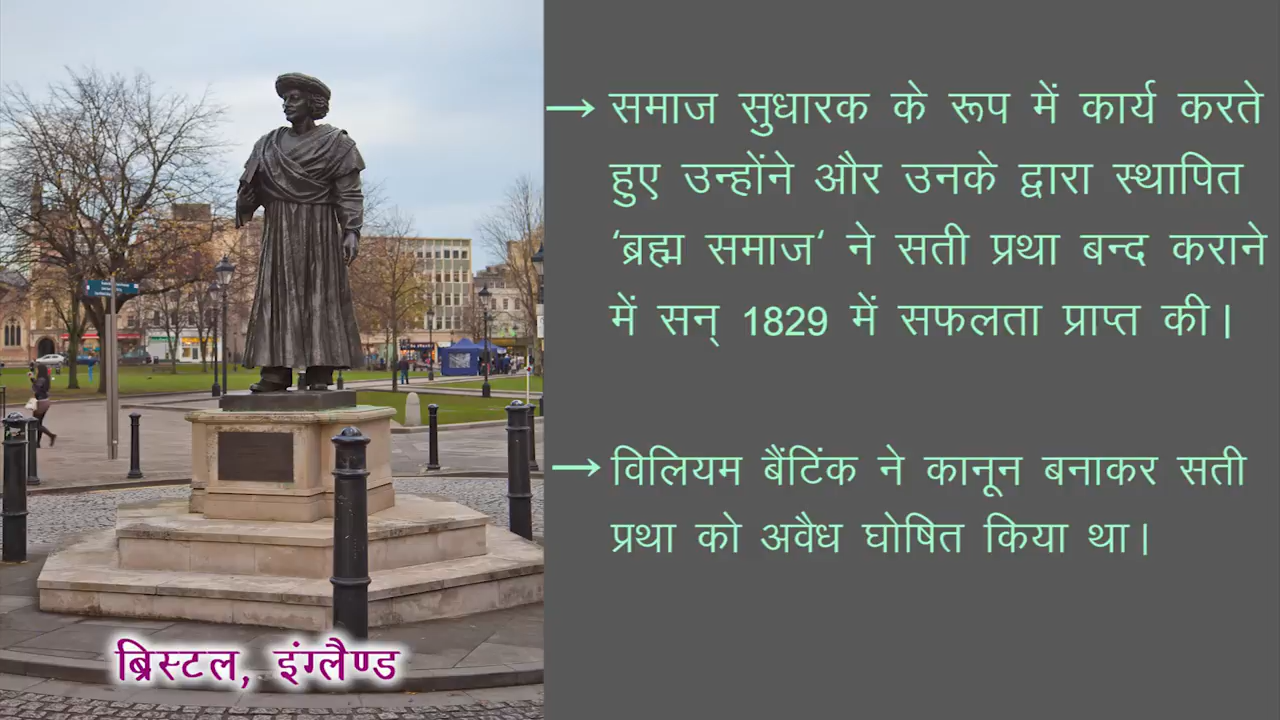 → समाज सुधारक के रूप में कार्य करते
हुए उन्होंने और उनके द्वारा स्थापित
‘ब्रह्म समाज‘ ने सती प्रथा बन्द कराने
में सन् 1829 में सफलता प्राप्त की।
→ विलियम बैंटिंक ने कानून बनाकर सती
प्रथा को अवैध घोषित किया था।
ब्रिस्टल, इंग्लैण्ड